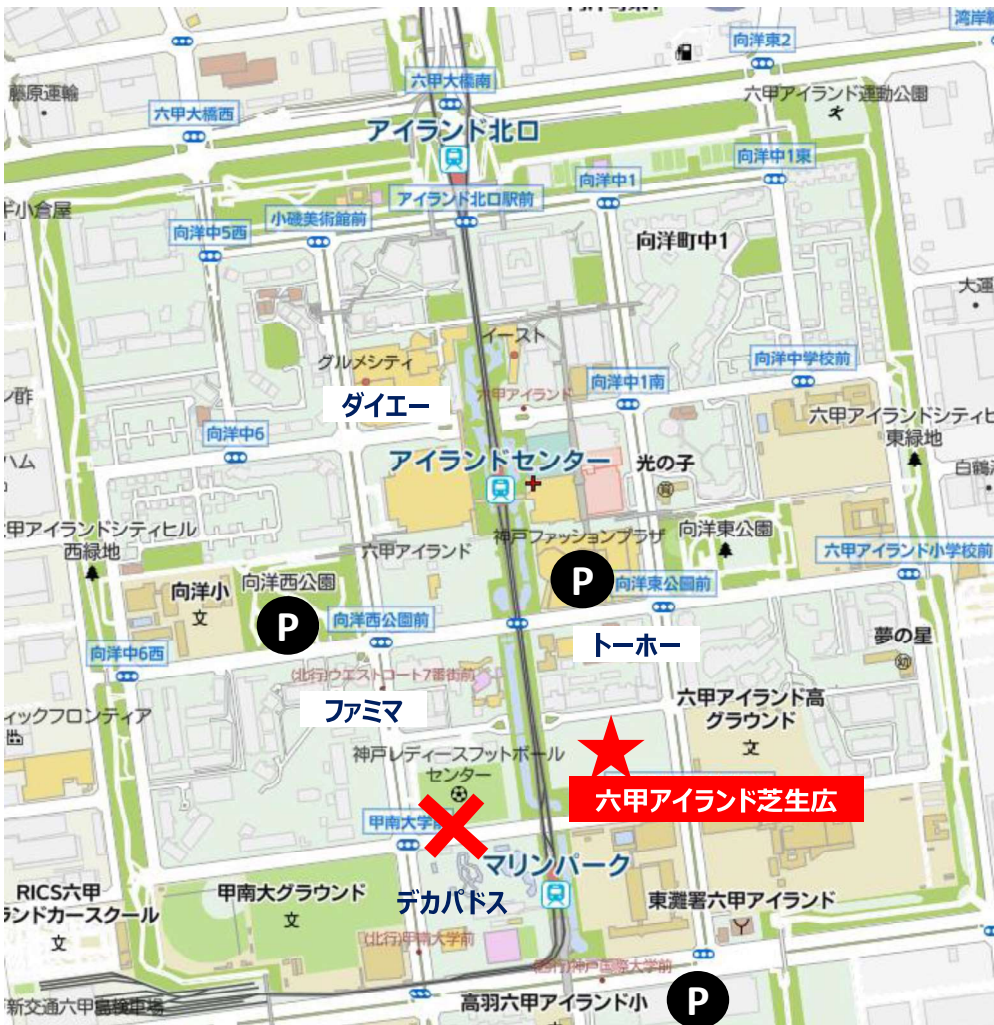 湾岸
向洋東2
六甲大橋南
藤原運輸
六甲アイランド運動公園
六甲大橋西
アイランド北口
向洋中1東
向洋中1
アイランド北口駅前
小倉屋
小磯美術館前
向洋中5西
向洋町中1
大運
イースト
グルメシティ
向洋中学校前
向洋中1南
六甲アイランド
ン酢
ダイエー
六甲アイランドシティヒ
東緑地
向洋中6
アイランドセンター
光の子
ハム
白鶴
六甲アイランドシティヒル
西緑地
神戸ファッションプラザ
向洋東公園
六甲アイランド
六甲アイランド小学校前
向洋小
文
向洋西公園
P
向洋東公園前
P
向洋西公園前
トーホー
夢の星
向洋中6西
(北行)ウエストコート7番街前
六甲アイランド高
グラウンド
文
ファミマ
ィックフロンティア
神戸レディースフットボール
センター
六甲アイランド芝生広
甲南大学前
マリンパーク
RICS六甲
ランドカースクール
文
甲南大グラウンド
文
デカパドス
東灘署六甲アイランド
(北行)甲南大学前
神戸国際大学前
新交通六甲島検車場
高羽六甲アイランド小
P